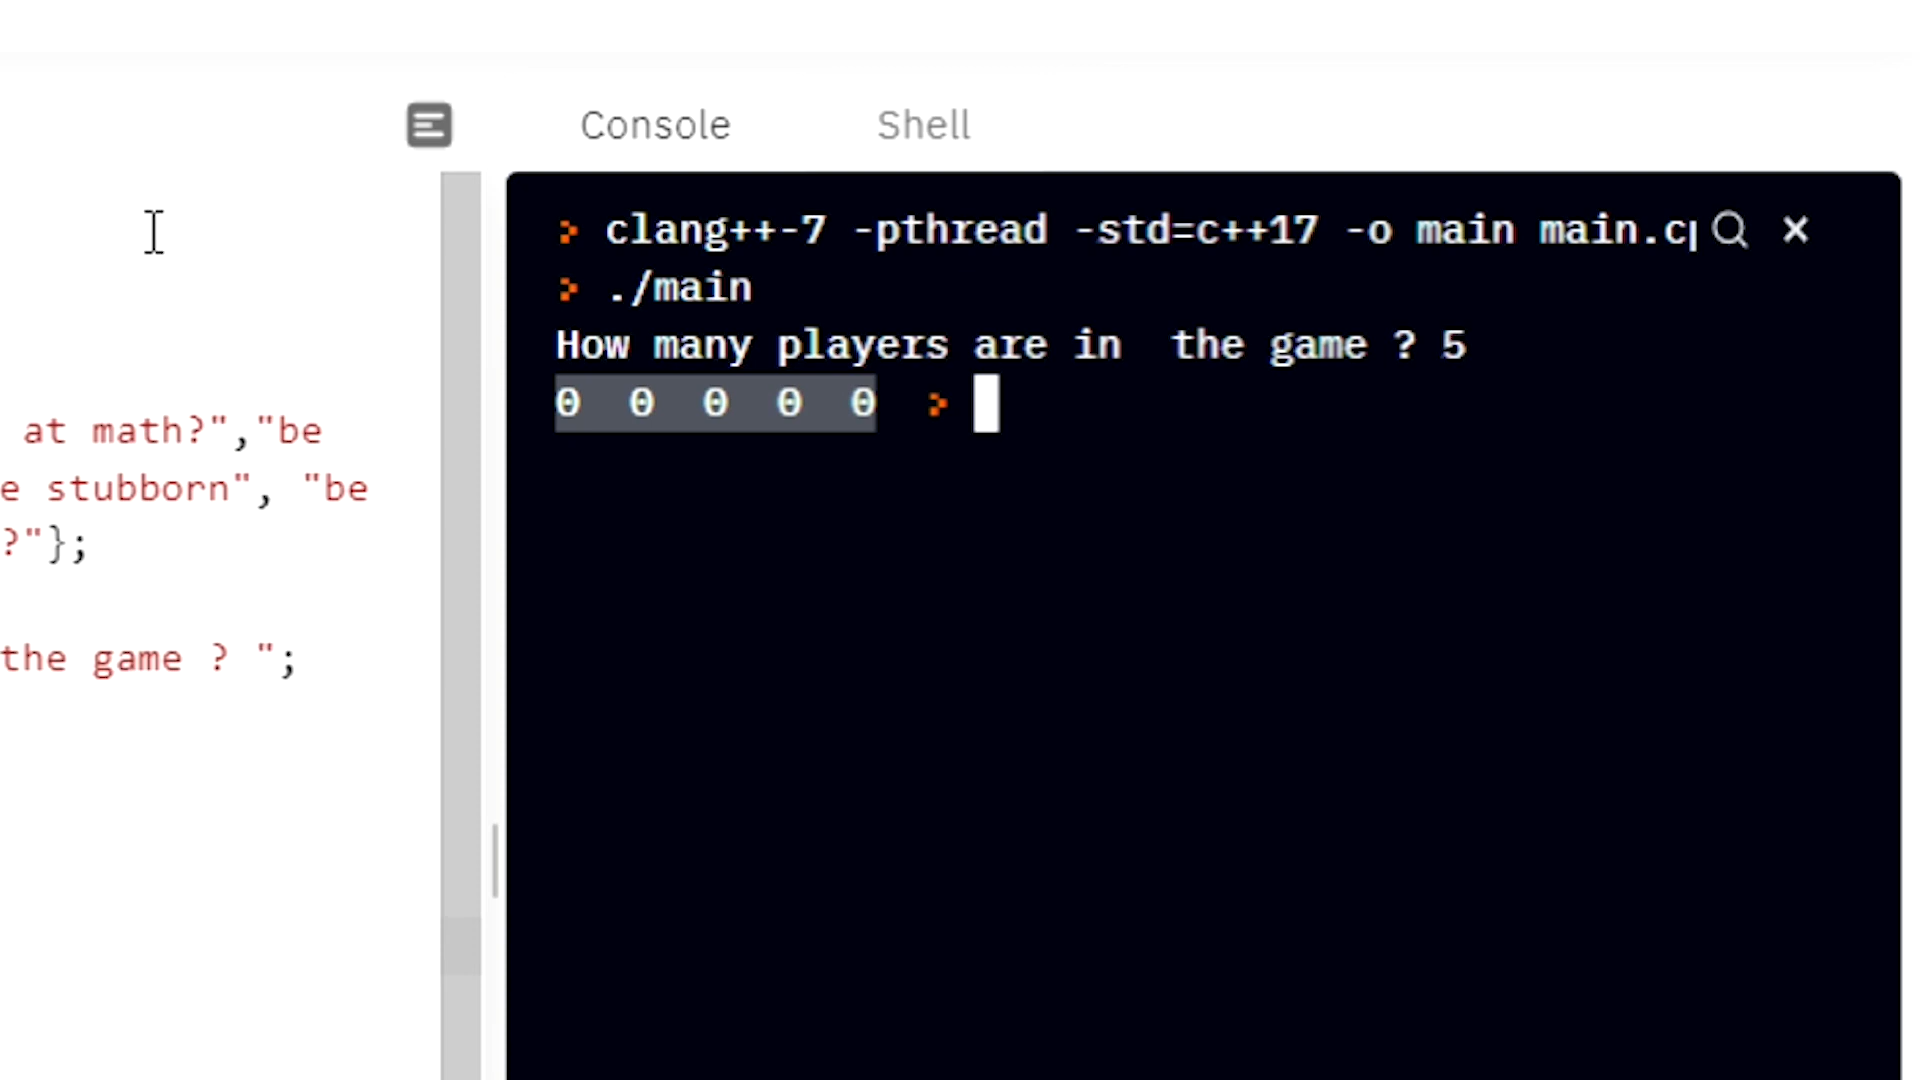 Console Shell
> clang++-7 -pthread -std=c++17 -o main main.cp
> ./main
How many players are in  the game ? 5
0  0  0  0  0  >
at math?","be
e stubborn", "be
?"};
the game ? ";